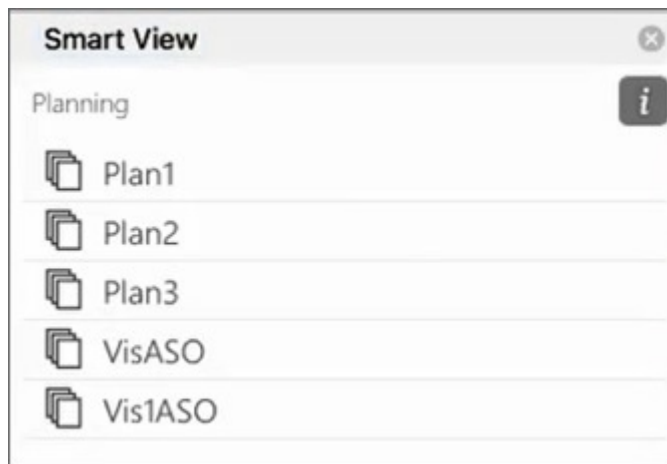 Smart View
Planning
i
Plan1
Plan2
Plan3
VisASO
Vis1ASO